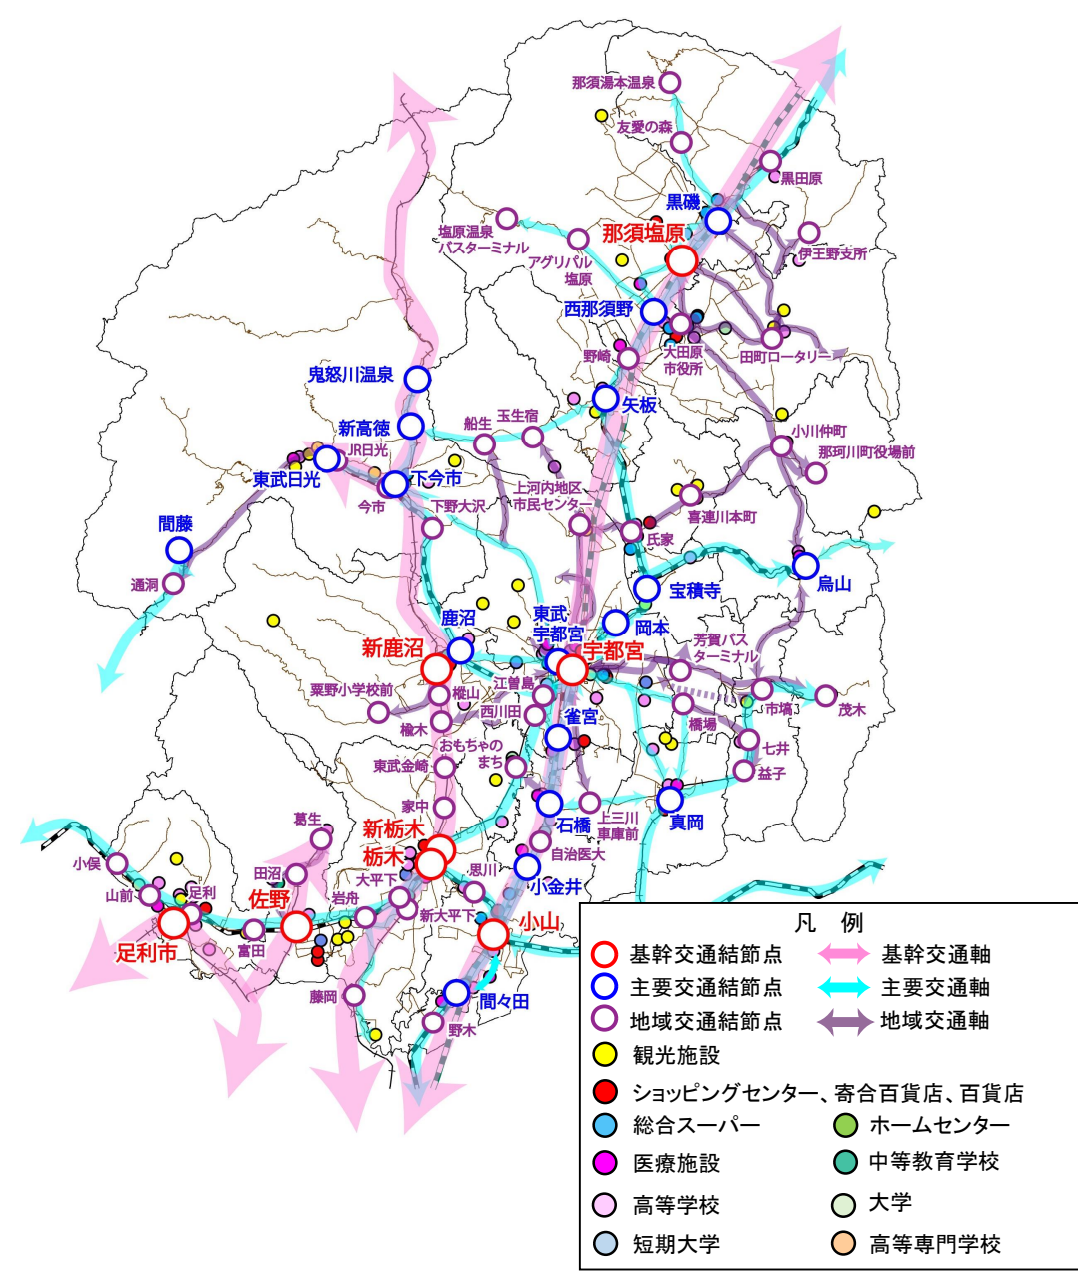 那須湯本温泉
友愛の森
黒田原
黒磯
塩原温泉
バスターミナル
那須塩原
伊王野支所
アグリパル
塩原
西那須野
野崎
大田原
市役所
田町ロータリー
鬼怒川温泉
矢板
新高徳
船生
玉生宿
小川仲町
那珂川町役場前
JR日光
東武日光
下今市
今市
上河内地区
市民センター
下野大沢
喜連川本町
氏家
間藤
通洞
宝積寺
烏山
鹿沼
東武
宇都宮
岡本
新鹿沼
宇都宮
芳賀バス
ターミナル
粟野小学校前
樅山
江曽島
西川田
市塙
茂木
楡木
雀宮
橋場
おもちゃの
まち
七井
東武金崎
益子
家中
石橋
上三川
車庫前
真岡
葛生
新栃木
栃木
自治医大
小俣
田沼
大平下
思川
小金井
山前
足利
佐野
岩舟
新大平下
小山
足利市
富田
藤岡
間々田
野木
凡　例
基幹交通結節点
基幹交通軸
主要交通結節点
主要交通軸
地域交通結節点
地域交通軸
観光施設
ショッピングセンター、寄合百貨店、百貨店
総合スーパー
ホームセンター
医療施設
中等教育学校
高等学校
大学
短期大学
高等専門学校